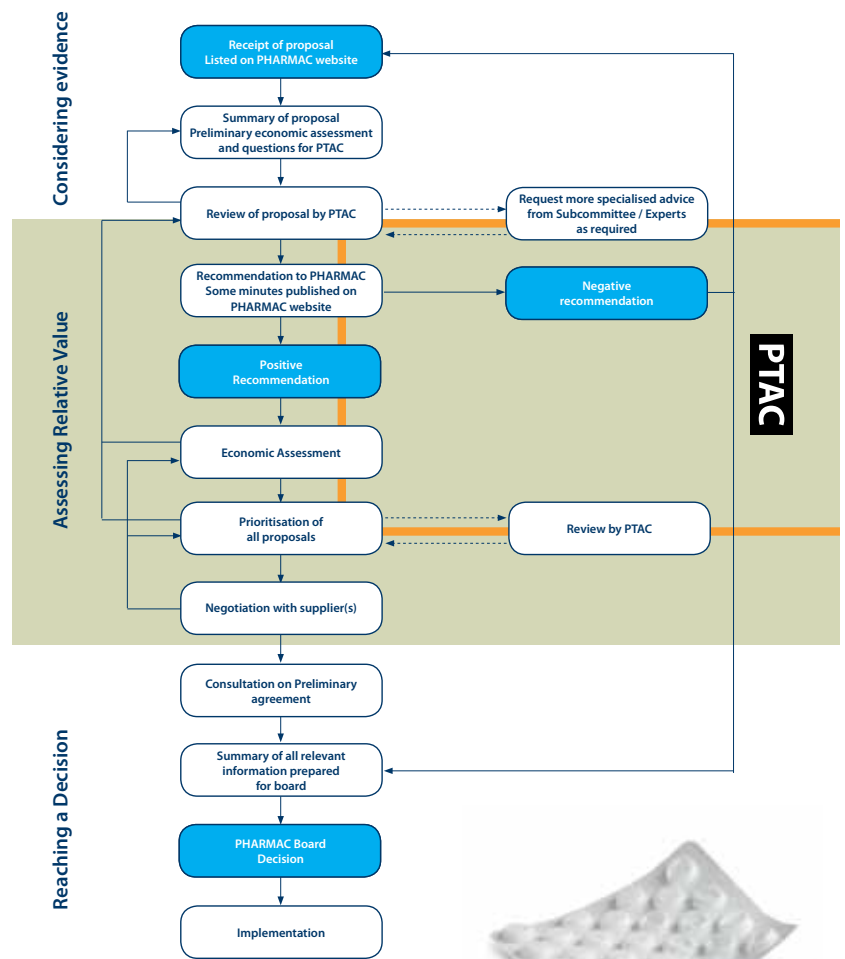 Considering evidence
Receipt of proposal
Listed on PHARMAC website
Summary of proposal
Preliminary economic assessment
and questions for PTAC
Review of proposal by PTAC
Request more specialised advice
from Subcommittee / Experts
as required
Assessing Relative Value
Recommendation to PHARMAC
Some minutes published on
PHARMAC website
Negative
recommendation
Positive
Recommendation
PTAC
Economic Assessment
Prioritisation of
all proposals
Review by PTAC
Negotiation with supplier(s)
Reaching a Decision
Consultation on Preliminary
agreement
Summary of all relevant
information prepared
for board
PHARMAC Board
Decision
Implementation